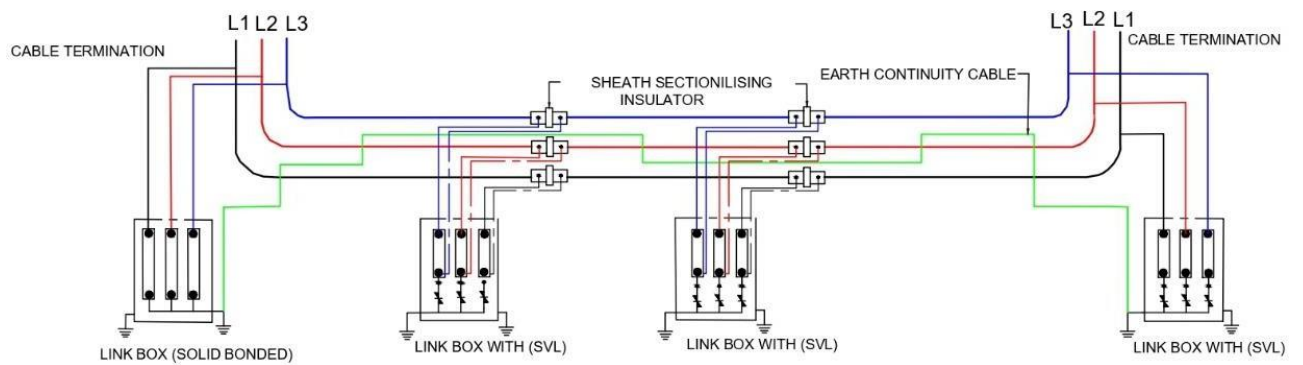 L1 L2 L3
L3 L2 L1
CABLE TERMINATION
CABLE TERMINATION
SHEATH SECTIONILISING
INSULATOR
EARTH CONTINUITY CABLE
LINK BOX (SOLID BONDED)
LINK BOX WITH (SVL)
LINK BOX WITH (SVL)
LINK BOX WITH (SVL)